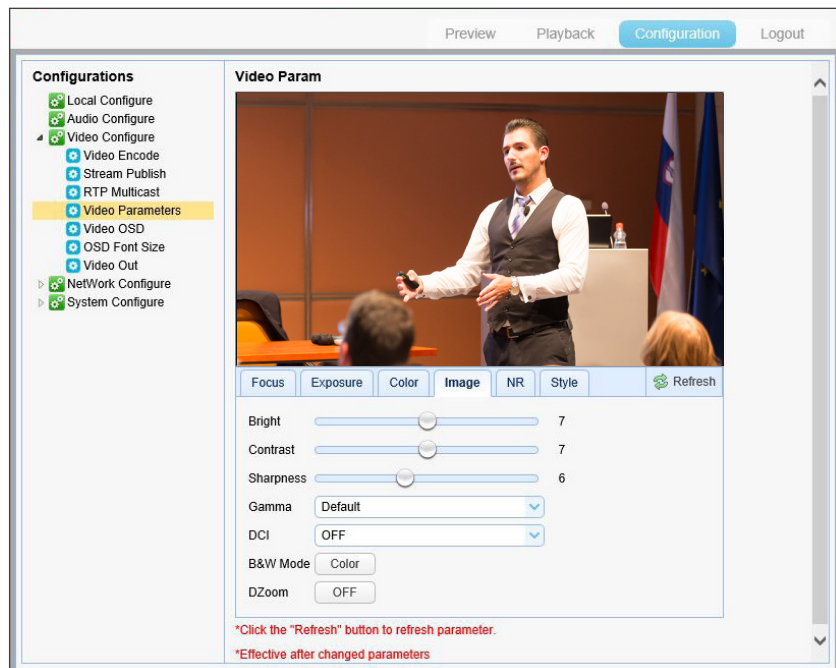 Preview Playback Configuration Logout
Configurations
Local Configure
Audio Configure
Video Configure
Video Encode
Stream Publish
RTP Multicast
Video Parameters
Video OSD
OSD Font Size
Video Out
NetWork Configure
System Configure
Video Param
Focus Exposure Color Image NR Style Refresh
Bright 7
Contrast 7
Sharpness 6
Gamma Default
DCI OFF
B&W Mode Color
DZoom OFF
*Click the "Refresh" button to refresh parameter.
*Effective after changed parameters